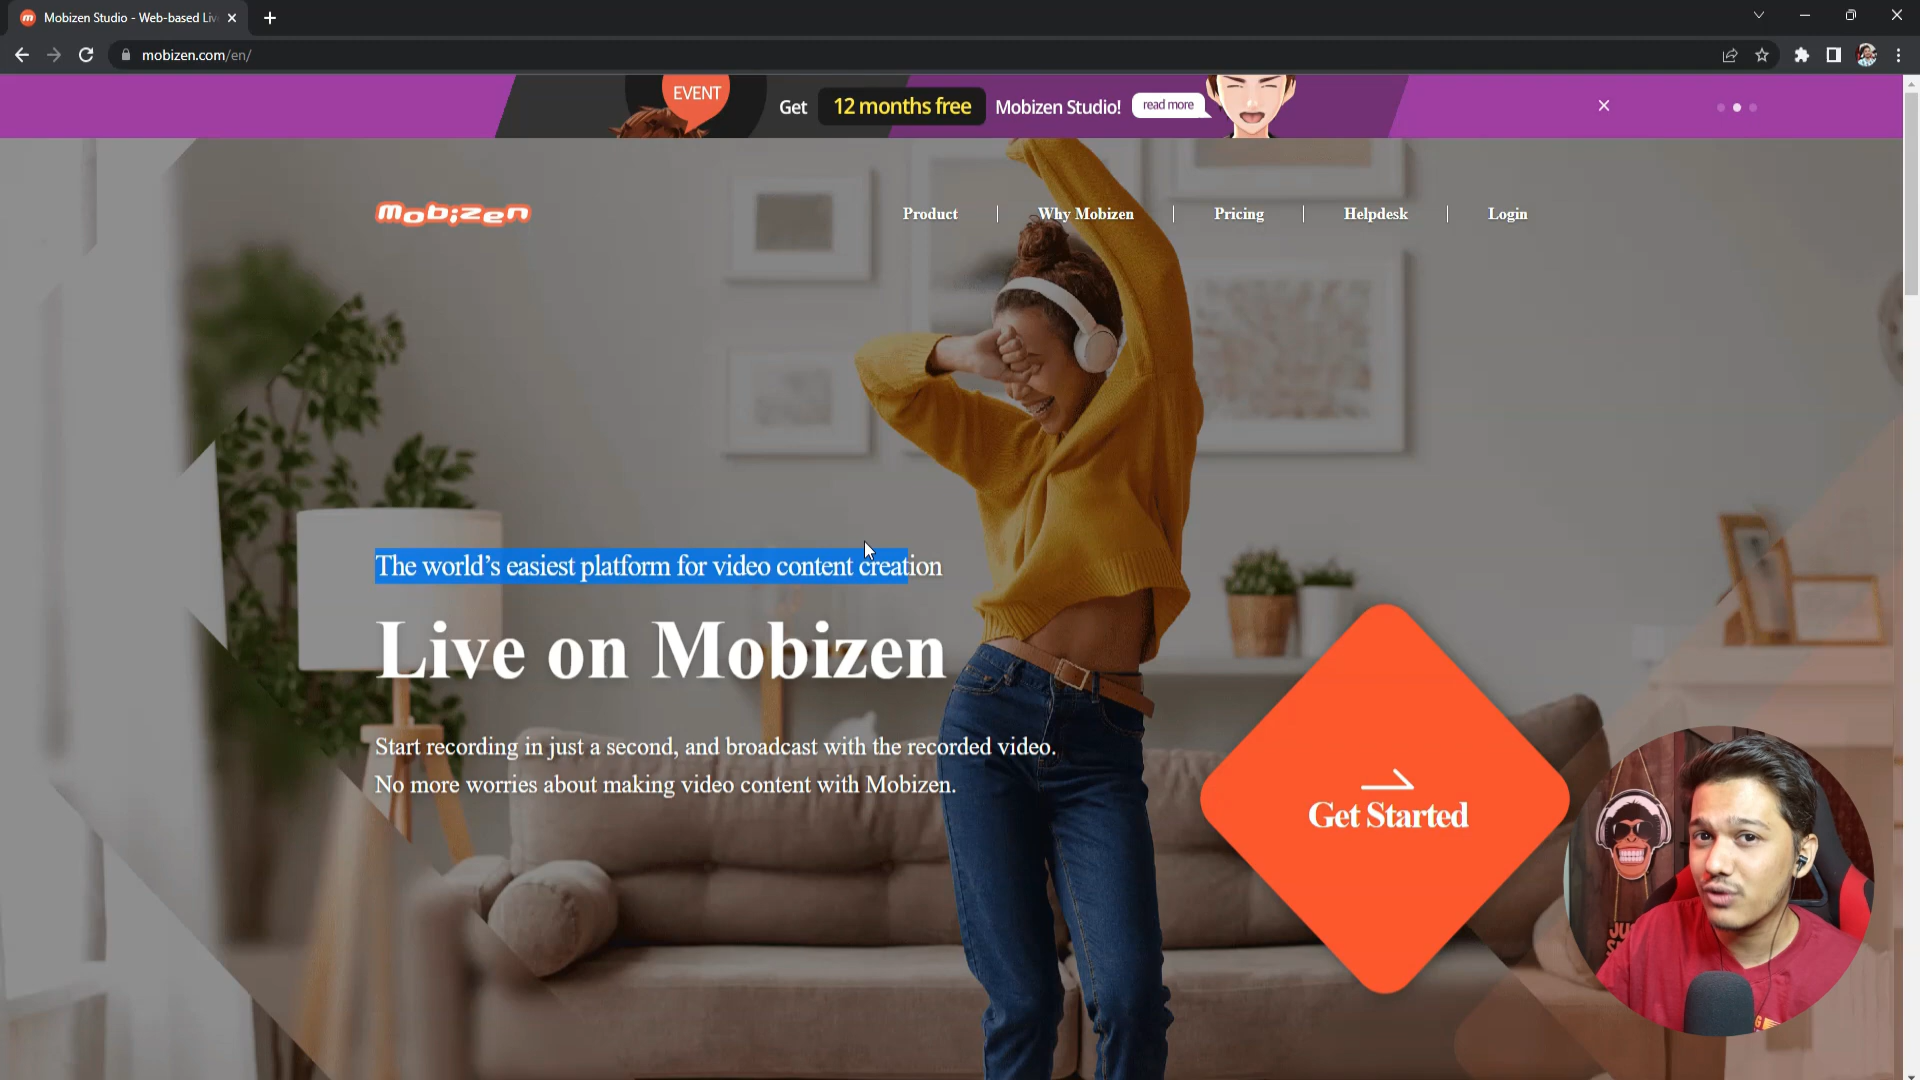 Mobizen Studio - Web-based Liv
mobizen.com/en/
EVENT
Get 12 months free Mobizen Studio! read more
mobizen
Product
Why Mobizen
Pricing
Helpdesk
Login
The world’s easiest platform for video content creation
Live on Mobizen
Start recording in just a second, and broadcast with the recorded video.
No more worries about making video content with Mobizen.
Get Started